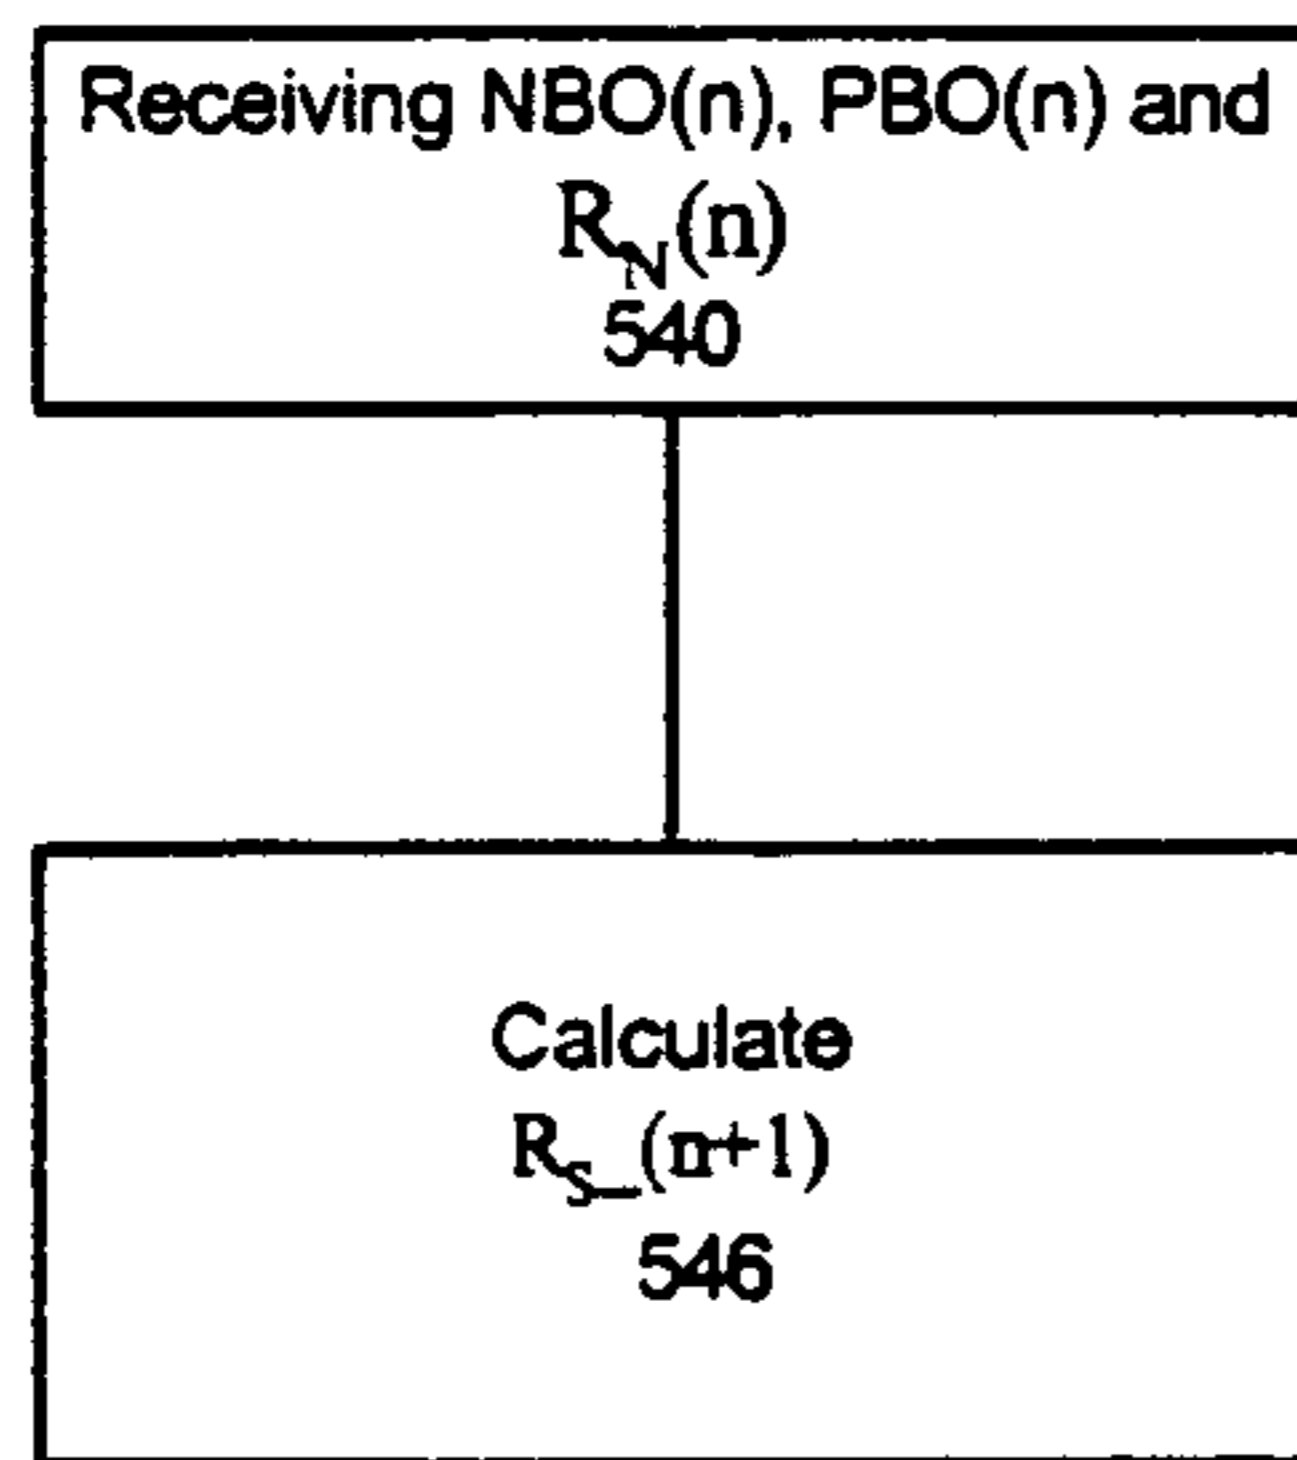 Receiving NBO(n), PBO(n) and
R_N(n)
540
Calculate
R_S_(n+1)
546